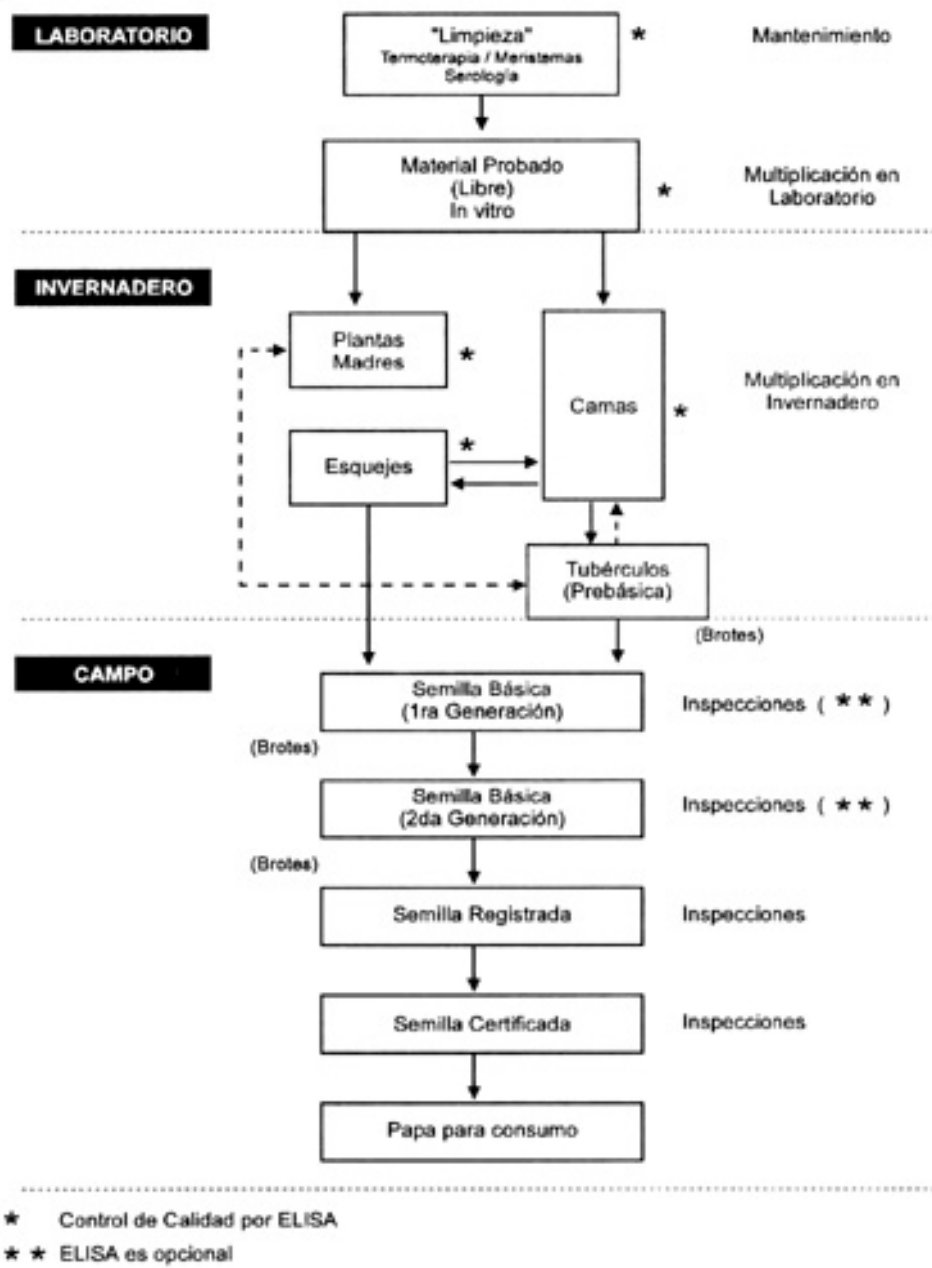 LABORATORIO
"Limpieza"
Termoterapia / Meristemas
Serología
*
Mantenimiento
Material Probado
(Libre)
In vitro
*
Multiplicación en
Laboratorio
INVERNADERO
Plantas
Madres
*
Camas
*
Multiplicación en
Invernadero
Esquejes
*
Tubérculos
(Prebásica)
(Brotes)
CAMPO
Semilla Básica
(1ra Generación)
Inspecciones ( ** )
(Brotes)
Semilla Básica
(2da Generación)
Inspecciones ( ** )
(Brotes)
Semilla Registrada
Inspecciones
Semilla Certificada
Inspecciones
Papa para consumo
* Control de Calidad por ELISA
* * ELISA es opcional